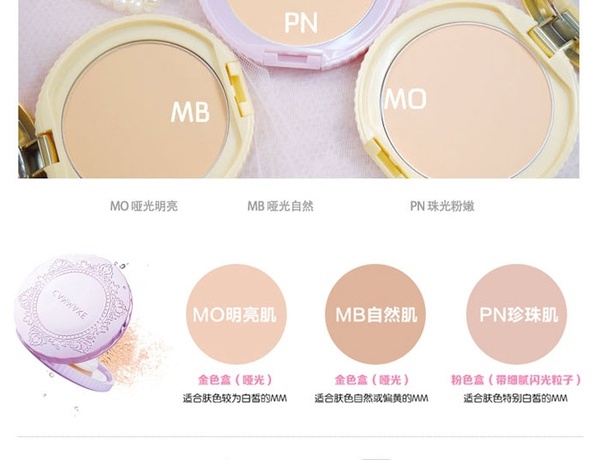 PN
MB
MO
MO 哑光明亮
MB 哑光自然
PN 珠光粉嫩
MO明亮肌
MB自然肌
PN珍珠肌
金色盒（哑光）
金色盒（哑光）
粉色盒（带细腻闪光粒子）
适合肤色较为白皙的MM
适合肤色自然或偏黄的MM
适合肤色特别白皙的MM